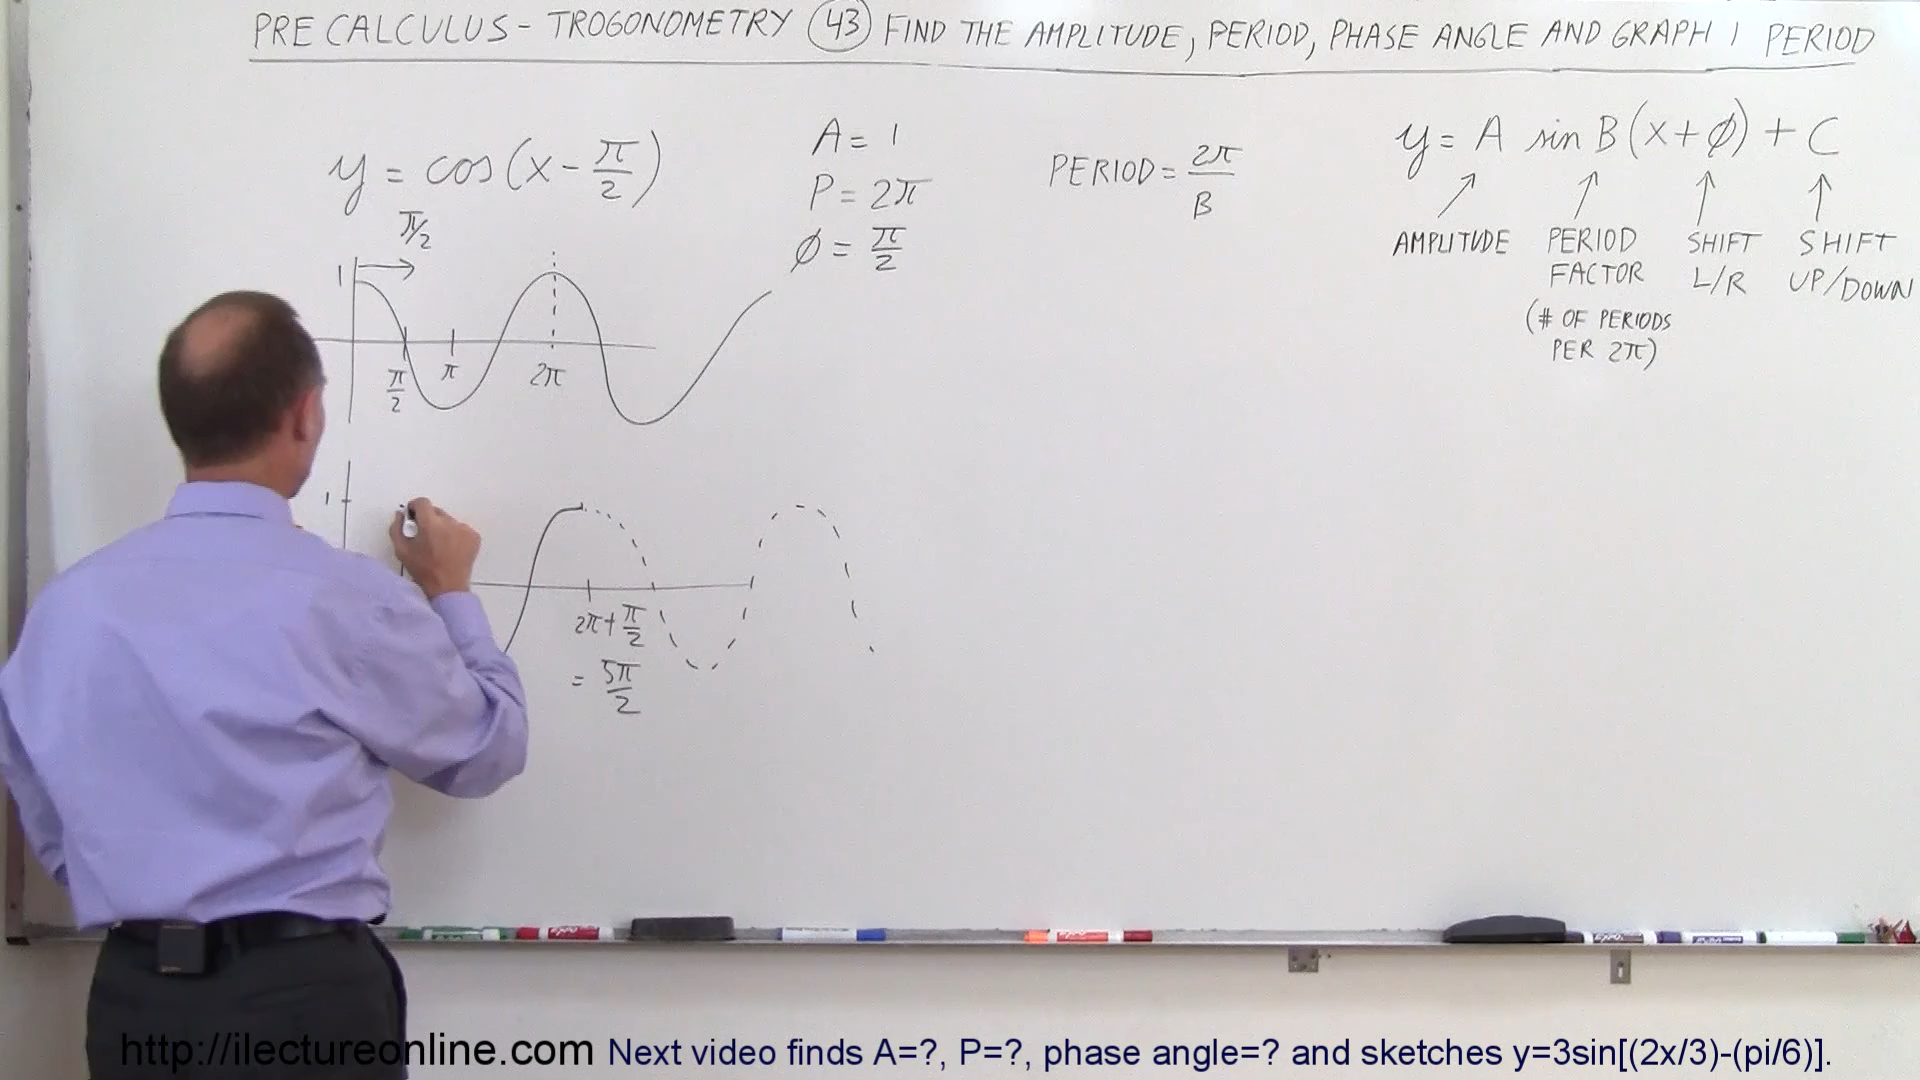 PRE CALCULUS - TROGONOMETRY 43 FIND THE AMPLITUDE, PERIOD, PHASE ANGLE AND GRAPH 1 PERIOD
y = cos(x - π/2)
A = 1
P = 2π
φ = π/2
PERIOD = 2π/B
y = A sin B(x + φ) + C
AMPLITUDE
PERIOD FACTOR
(# OF PERIODS
PER 2π)
SHIFT
L/R
SHIFT
UP/DOWN
π/2
1
π/2
π
2π
1
2π + π/2
= 5π/2
http://ilectureonline.com Next video finds A=?, P=?, phase angle=? and sketches y=3sin[(2x/3)-(pi/6)].